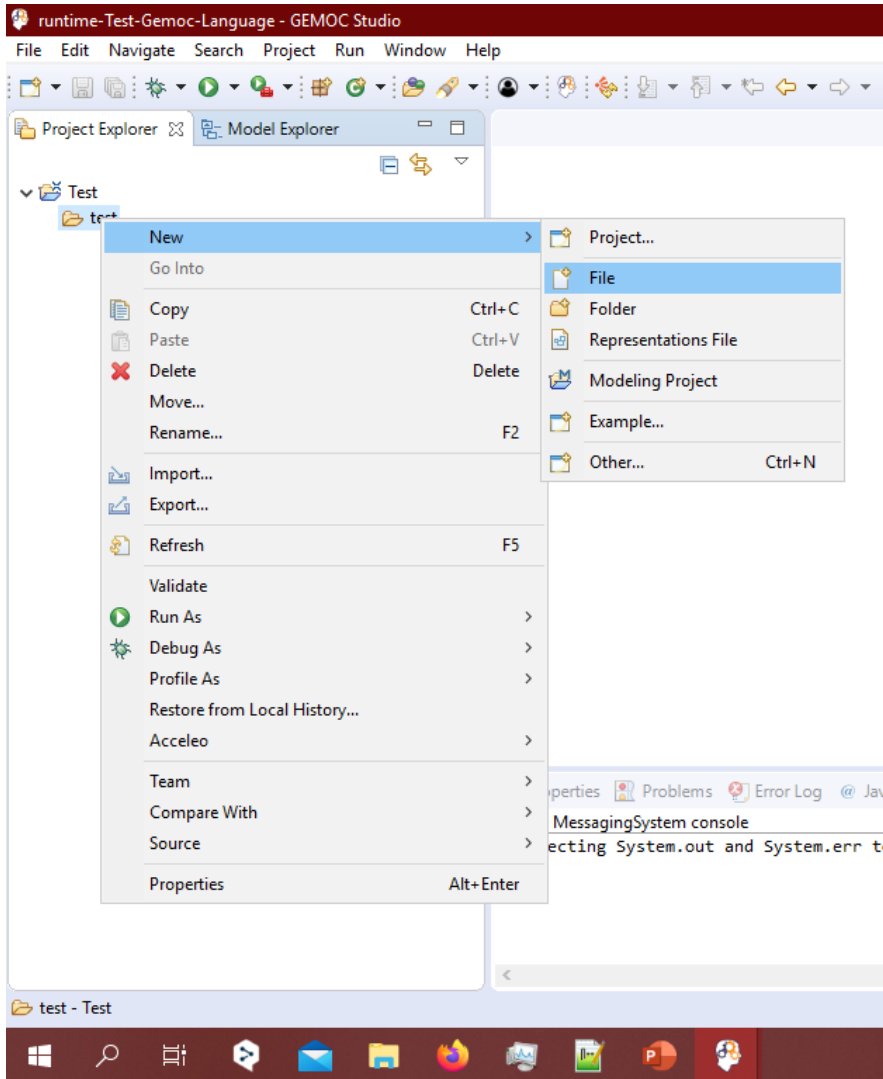 runtime-Test-Gemoc-Language - GEMOC Studio
File Edit Navigate Search Project Run Window Help
Project Explorer Model Explorer
Test
test
New
Go Into
Copy Ctrl+C
Paste Ctrl+V
Delete Delete
Move...
Rename... F2
Import...
Export...
Refresh F5
Validate
Run As
Debug As
Profile As
Restore from Local History...
Acceleo
Team
Compare With
Source
Properties Alt+Enter
Project...
File
Folder
Representations File
Modeling Project
Example...
Other... Ctrl+N
perties Problems @ Error Log @ Jav
MessagingSystem console
ecting System.out and System.err t
test - Test